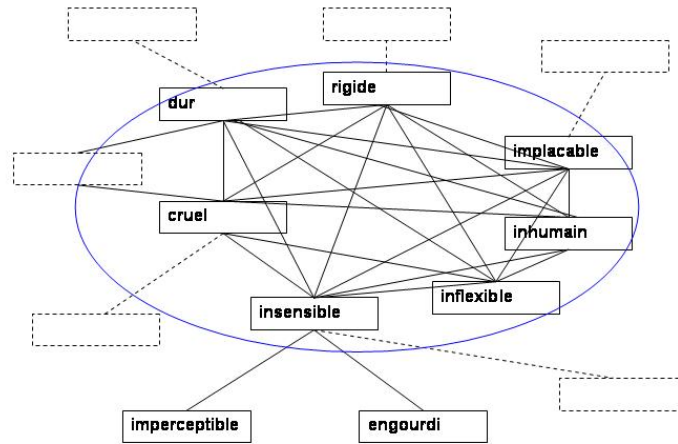 rigide
dur
implacable
cruel
inhumain
inflexible
insensible
imperceptible
engourdi